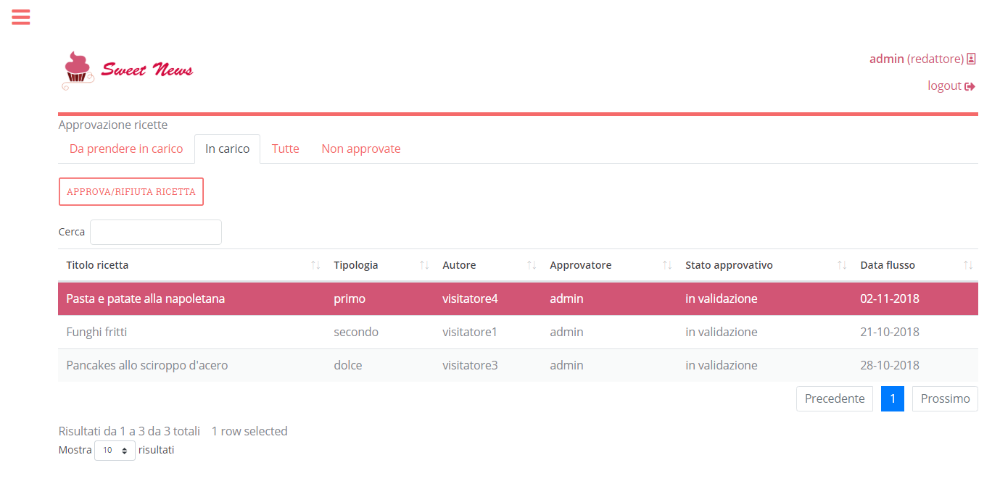 Sweet News
admin (redattore)
logout
Approvazione ricette
Da prendere in carico In carico Tutte Non approvate
APPROVA/RIFIUTA RICETTA
Cerca
Titolo ricetta Tipologia Autore Approvatore Stato approvativo Data flusso
Pasta e patate alla napoletana primo visitatore4 admin in validazione 02-11-2018
Funghi fritti secondo visitatore1 admin in validazione 21-10-2018
Pancakes allo sciroppo d'acero dolce visitatore3 admin in validazione 28-10-2018
Precedente 1 Prossimo
Risultati da 1 a 3 da 3 totali 1 row selected
Mostra 10 risultati